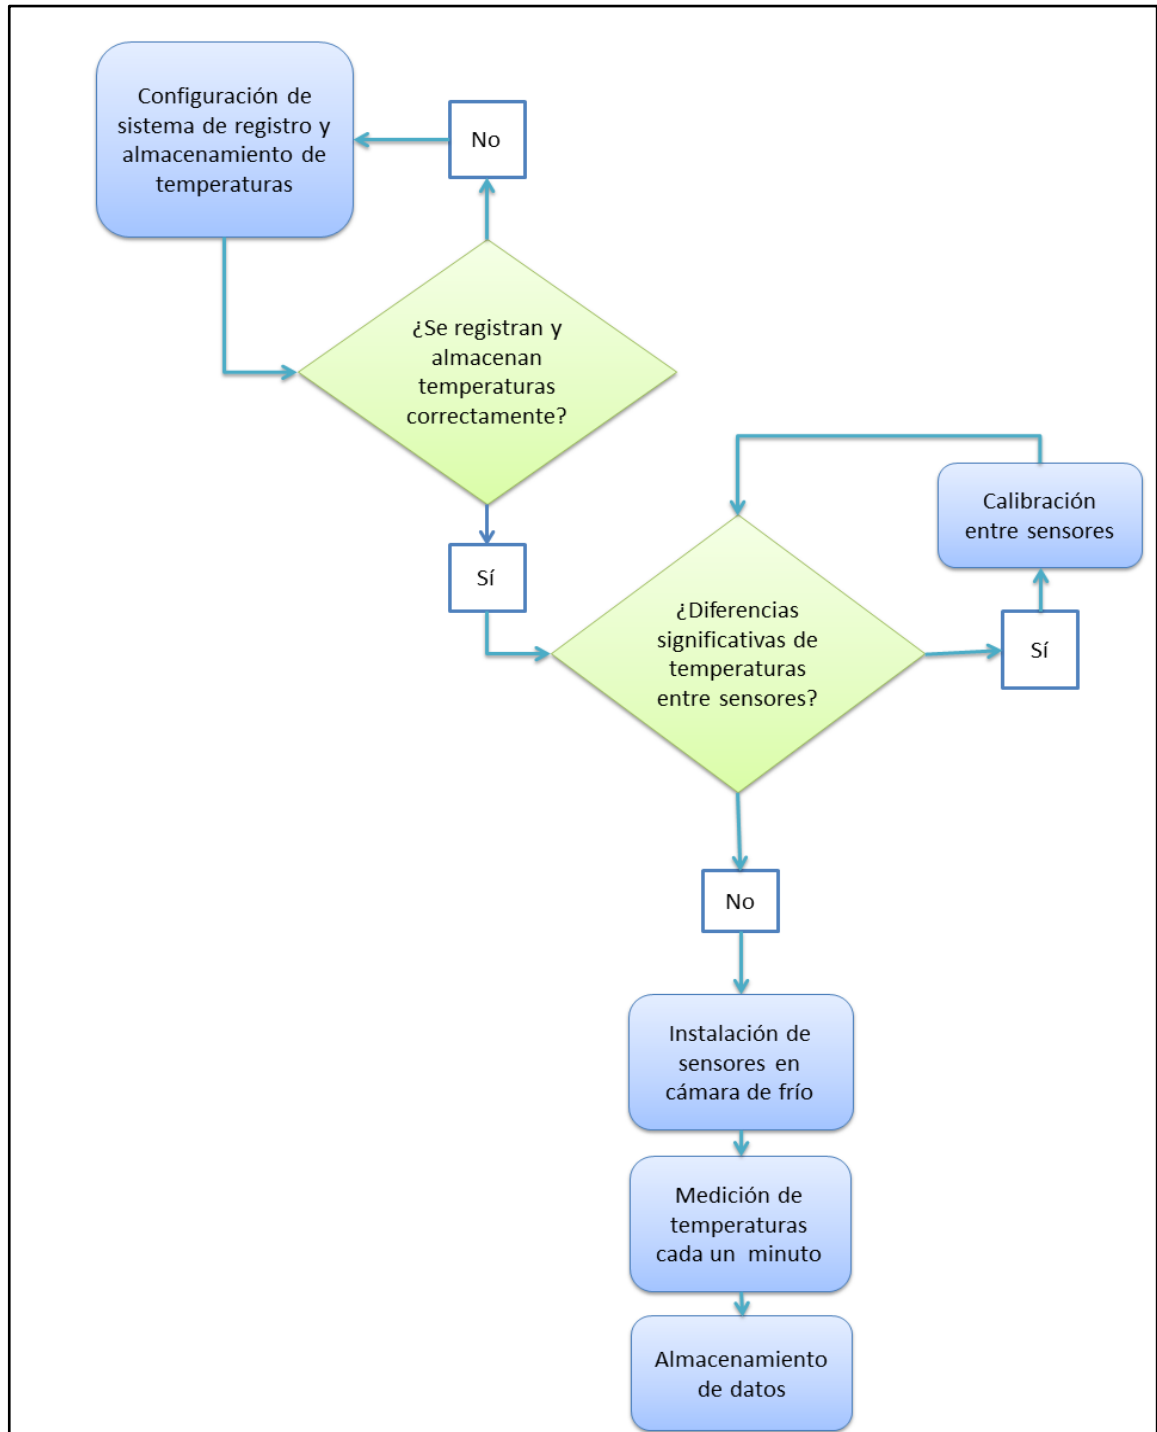 Configuración de
sistema de registro y
almacenamiento de
temperaturas
No
¿Se registran y
almacenan
temperaturas
correctamente?
Sí
Calibración
entre sensores
¿Diferencias
significativas de
temperaturas
entre sensores?
Sí
No
Instalación de
sensores en
cámara de frío
Medición de
temperaturas
cada un minuto
Almacenamiento
de datos